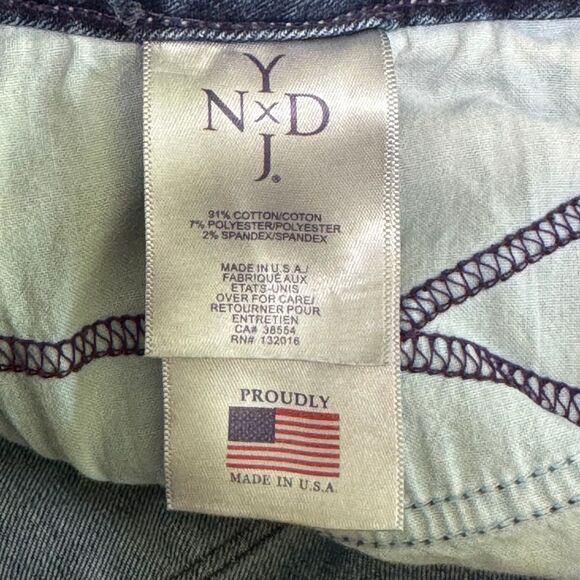 Y
N×D
J®
91% COTTON/COTON
7% POLYESTER/POLYESTER
2% SPANDEX/SPANDEX
MADE IN U.S.A./
FABRIQUÉ AUX
ETATS-UNIS
OVER FOR CARE/
RETOURNER POUR
ENTRETIEN
CA# 38554
RN# 132016
PROUDLY
MADE IN U.S.A.